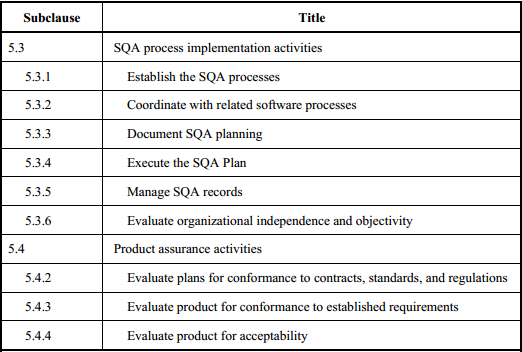 Subclause Title
5.3 SQA process implementation activities
5.3.1 Establish the SQA processes
5.3.2 Coordinate with related software processes
5.3.3 Document SQA planning
5.3.4 Execute the SQA Plan
5.3.5 Manage SQA records
5.3.6 Evaluate organizational independence and objectivity
5.4 Product assurance activities
5.4.2 Evaluate plans for conformance to contracts, standards, and regulations
5.4.3 Evaluate product for conformance to established requirements
5.4.4 Evaluate product for acceptability